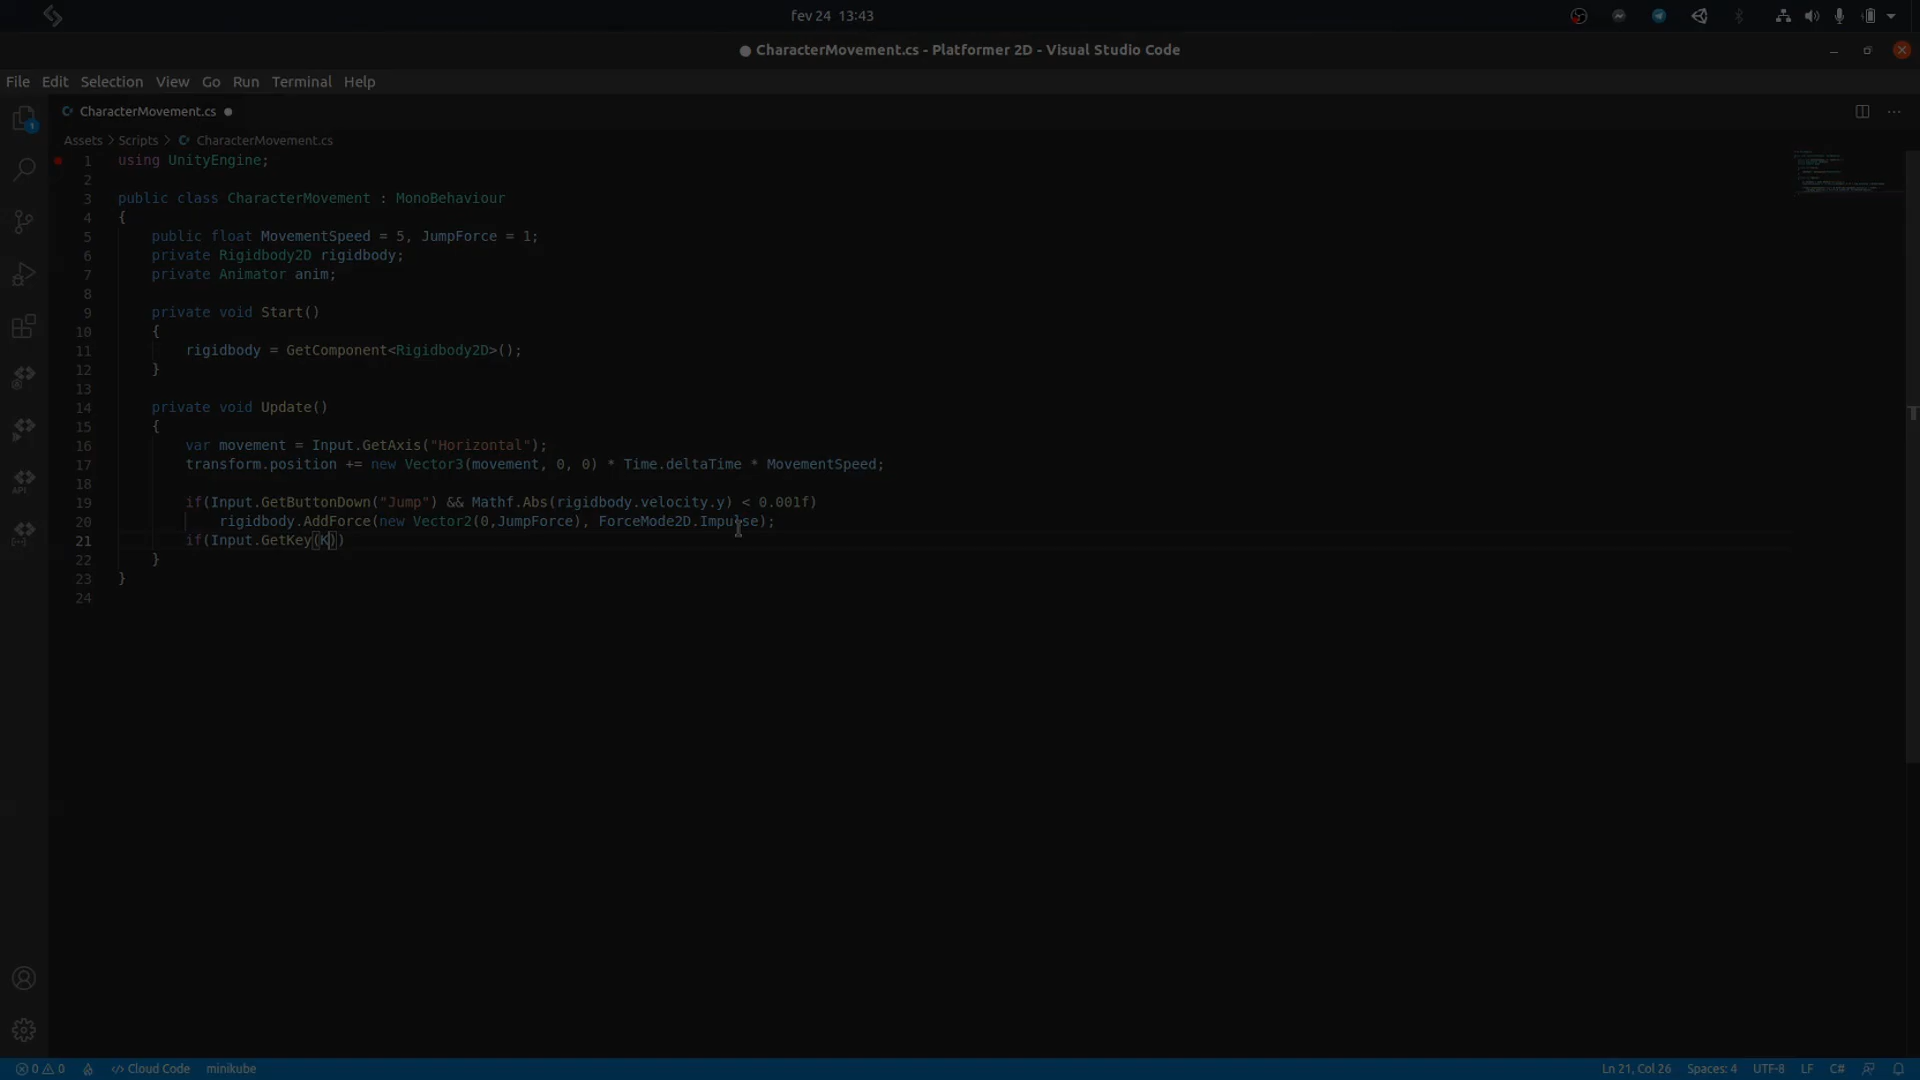 fev 24 13:43
● CharacterMovement.cs - Platformer 2D - Visual Studio Code
File Edit Selection View Go Run Terminal Help
CharacterMovement.cs ●
Assets > Scripts > CharacterMovement.cs
1 using UnityEngine;
2
3 public class CharacterMovement : MonoBehaviour
4 {
5 public float MovementSpeed = 5, JumpForce = 1;
6 private Rigidbody2D rigidbody;
7 private Animator anim;
8
9 private void Start()
10 {
11 rigidbody = GetComponent<Rigidbody2D>();
12 }
13
14 private void Update()
15 {
16 var movement = Input.GetAxis("Horizontal");
17 transform.position += new Vector3(movement, 0, 0) * Time.deltaTime * MovementSpeed;
18
19 if(Input.GetButtonDown("Jump") && Mathf.Abs(rigidbody.velocity.y) < 0.001f)
20 rigidbody.AddForce(new Vector2(0,JumpForce), ForceMode2D.Impulse);
21 if(Input.GetKey(K))
22 }
23 }
24
1
API
0 0 Cloud Code minikube Ln 21, Col 26 Spaces: 4 UTF-8 LF C#